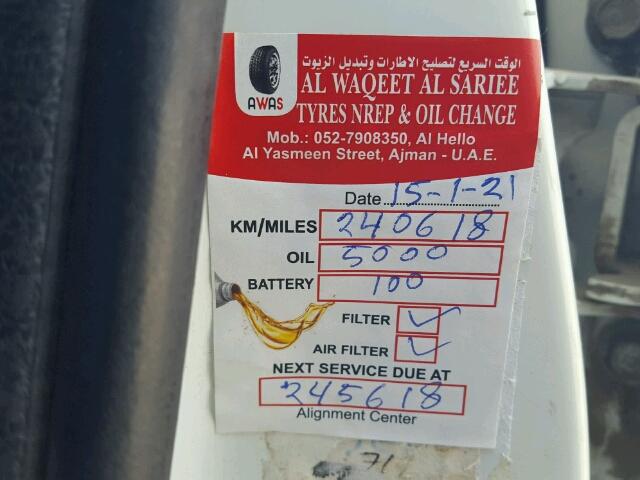 الوقت السريع لتصليح الاطارات وتبديل الزيوت
AWAS
AL WAQEET AL SARIEE
TYRES NREP & OIL CHANGE
Mob.: 052-7908350, Al Hello
Al Yasmeen Street, Ajman - U.A.E.
Date 15-1-21
KM/MILES 240618
OIL 5000
BATTERY 100
FILTER ✓
AIR FILTER ✓
NEXT SERVICE DUE AT
245618
Alignment Center
71